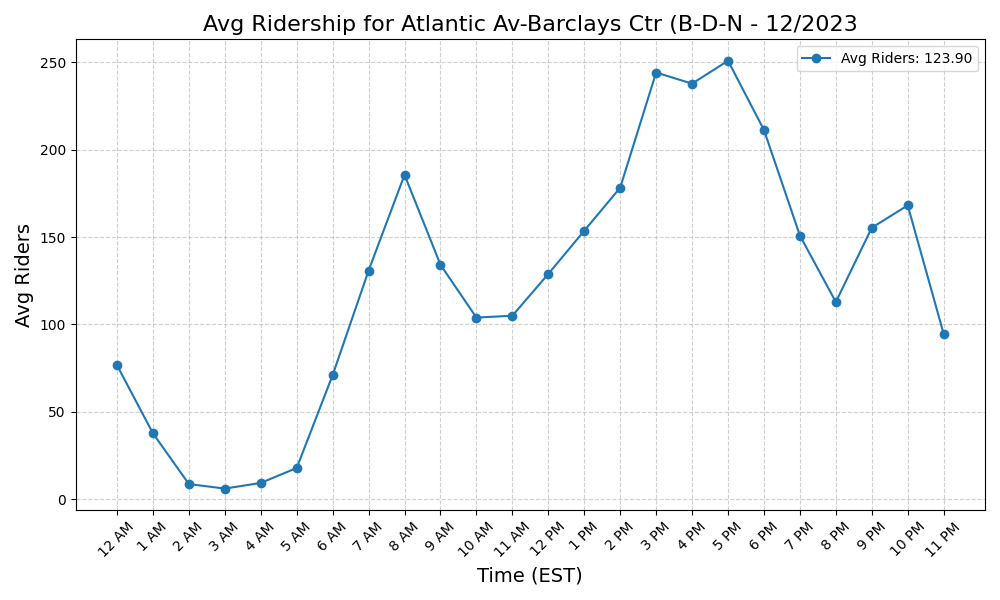 Avg Ridership for Atlantic Av-Barclays Ctr (B-D-N - 12/2023
Avg Riders: 123.90
Avg Riders
250
200
150
100
50
0
12 AM
1 AM
2 AM
3 AM
4 AM
5 AM
6 AM
7 AM
8 AM
9 AM
10 AM
11 AM
12 PM
1 PM
2 PM
3 PM
4 PM
5 PM
6 PM
7 PM
8 PM
9 PM
10 PM
11 PM
Time (EST)